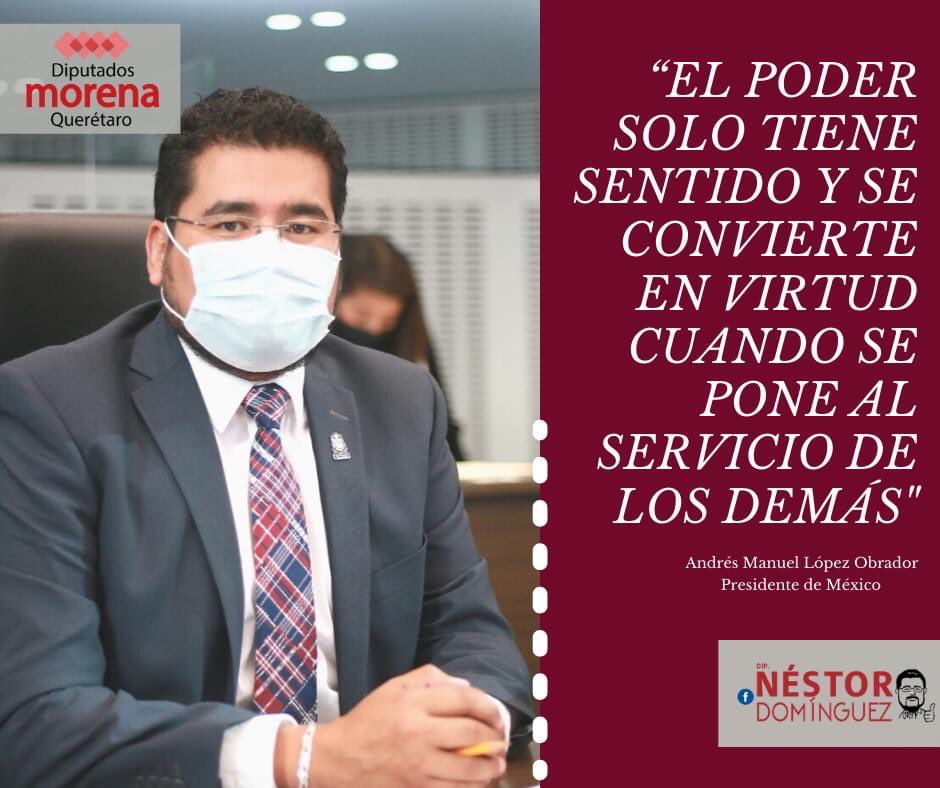 Diputados
morena
Querétaro
“EL PODER
SOLO TIENE
SENTIDO Y SE
CONVIERTE
EN VIRTUD
CUANDO SE
PONE AL
SERVICIO DE
LOS DEMÁS"
Andrés Manuel López Obrador
Presidente de México
DIP.
NÉSTOR
DOMÍNGUEZ